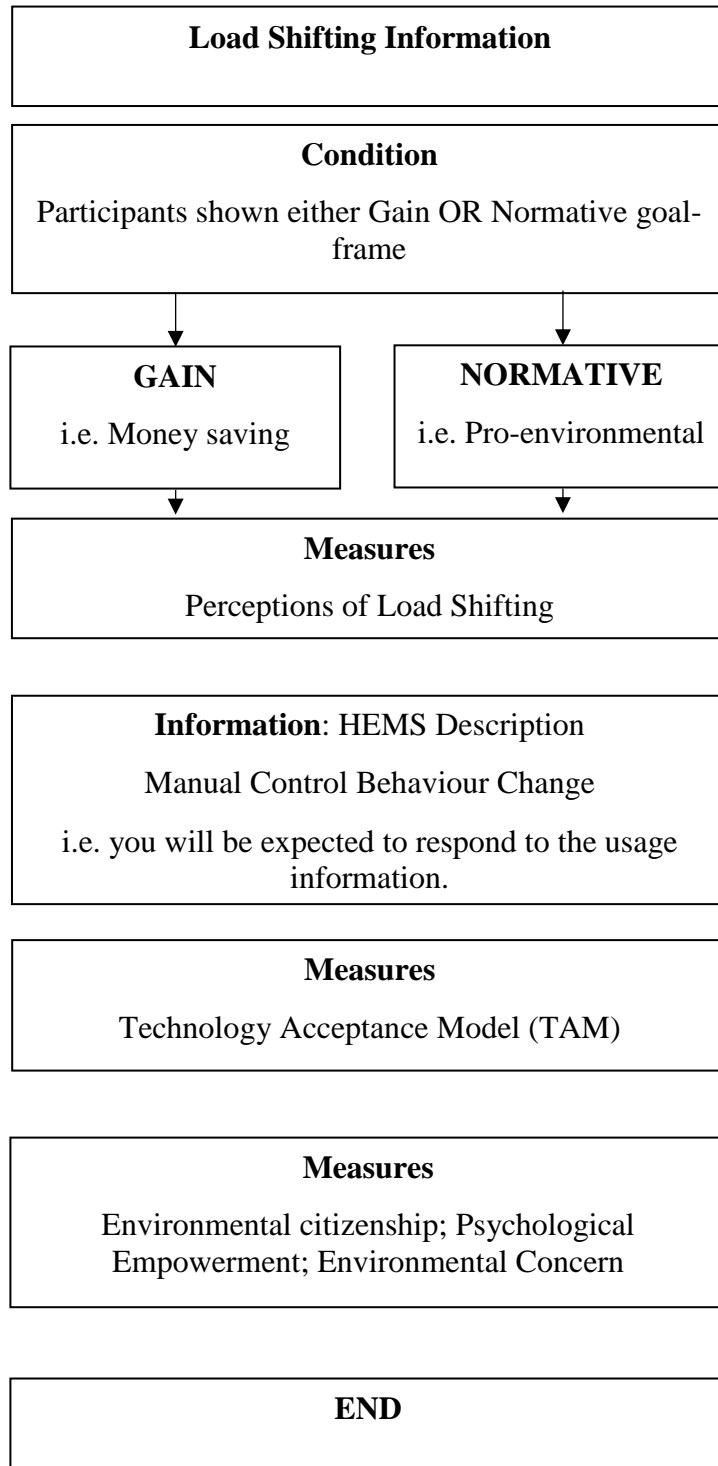 Load Shifting Information
Condition
Participants shown either Gain OR Normative goal-
frame
GAIN
i.e. Money saving
NORMATIVE
i.e. Pro-environmental
Measures
Perceptions of Load Shifting
Information: HEMS Description
Manual Control Behaviour Change
i.e. you will be expected to respond to the usage
information.
Measures
Technology Acceptance Model (TAM)
Measures
Environmental citizenship; Psychological
Empowerment; Environmental Concern
END